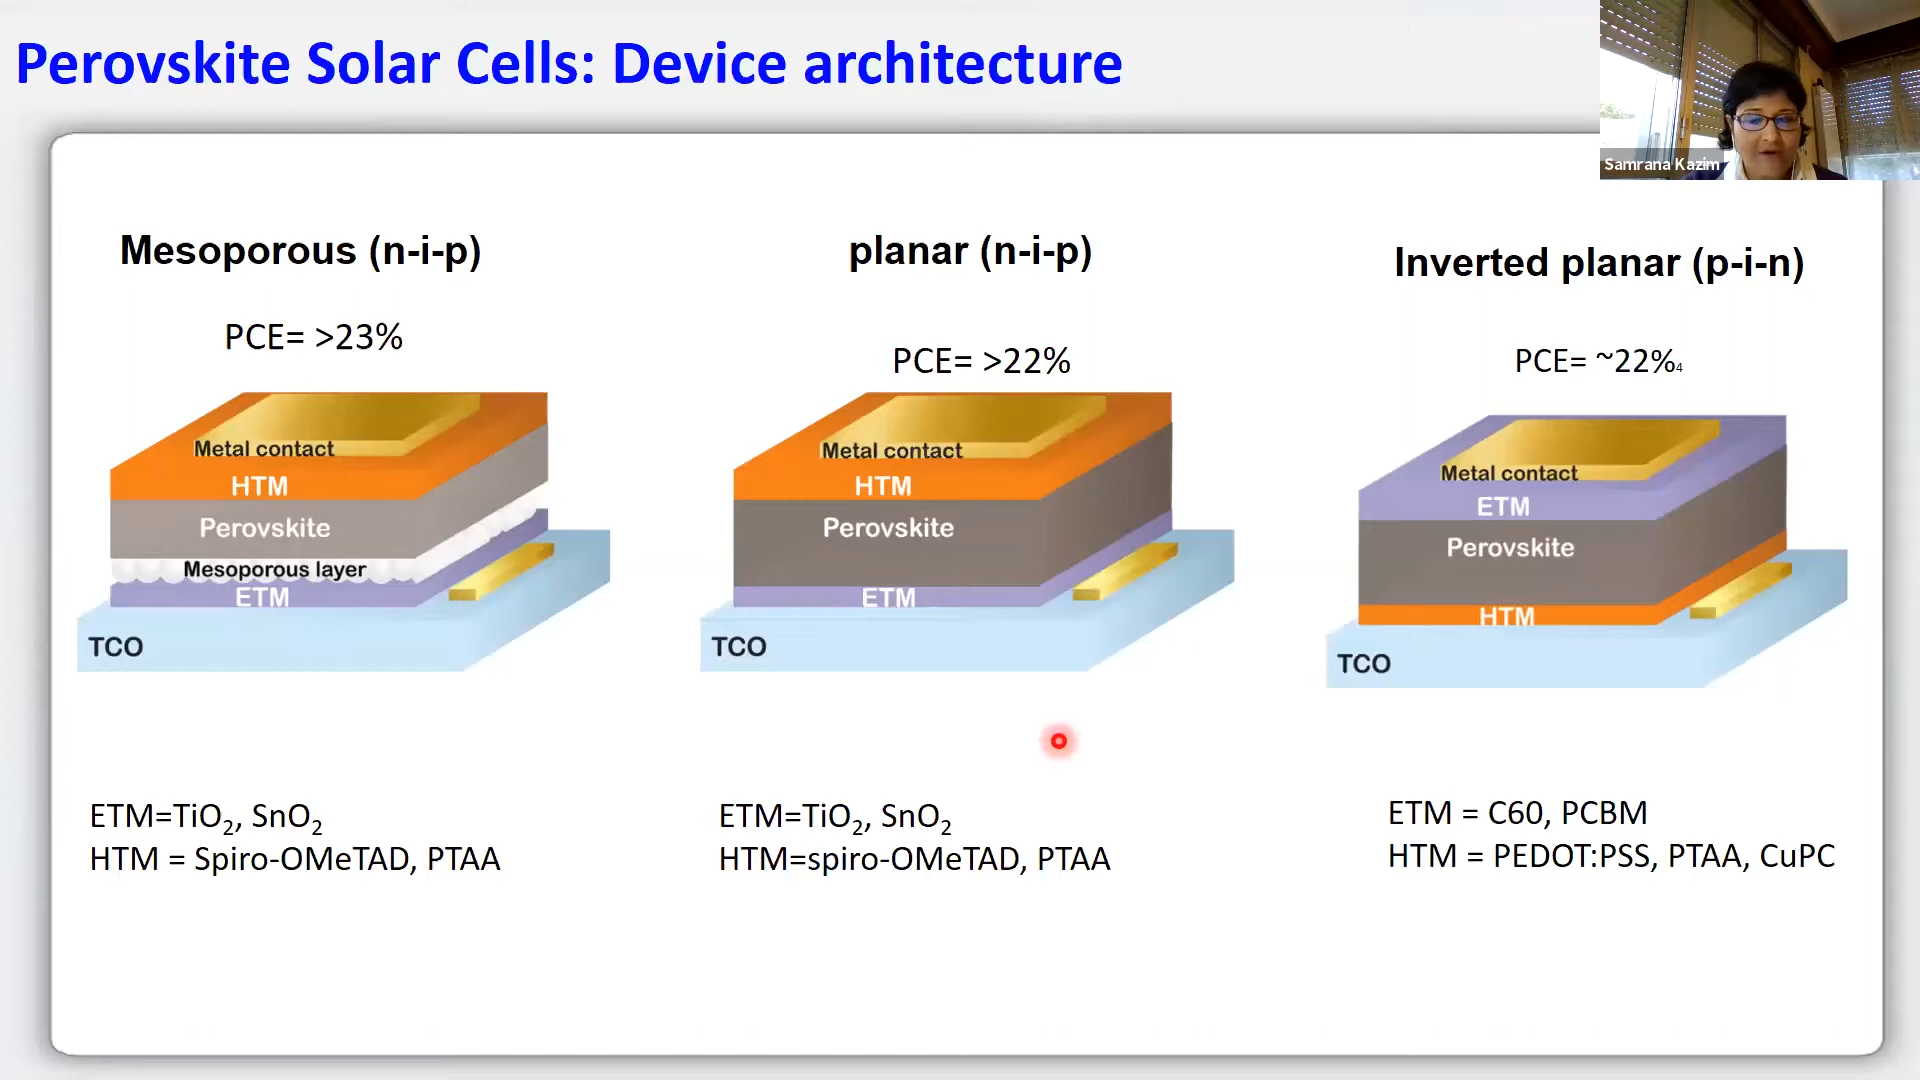 Perovskite Solar Cells: Device architecture
Samrana Kazim
Mesoporous (n-i-p)
PCE= >23%
Metal contact
HTM
Perovskite
Mesoporous layer
ETM
TCO
ETM=TiO₂, SnO₂
HTM = Spiro-OMeTAD, PTAA
planar (n-i-p)
PCE= >22%
Metal contact
HTM
Perovskite
ETM
TCO
ETM=TiO₂, SnO₂
HTM=spiro-OMeTAD, PTAA
Inverted planar (p-i-n)
PCE= ~22%₄
Metal contact
ETM
Perovskite
HTM
TCO
ETM = C60, PCBM
HTM = PEDOT:PSS, PTAA, CuPC